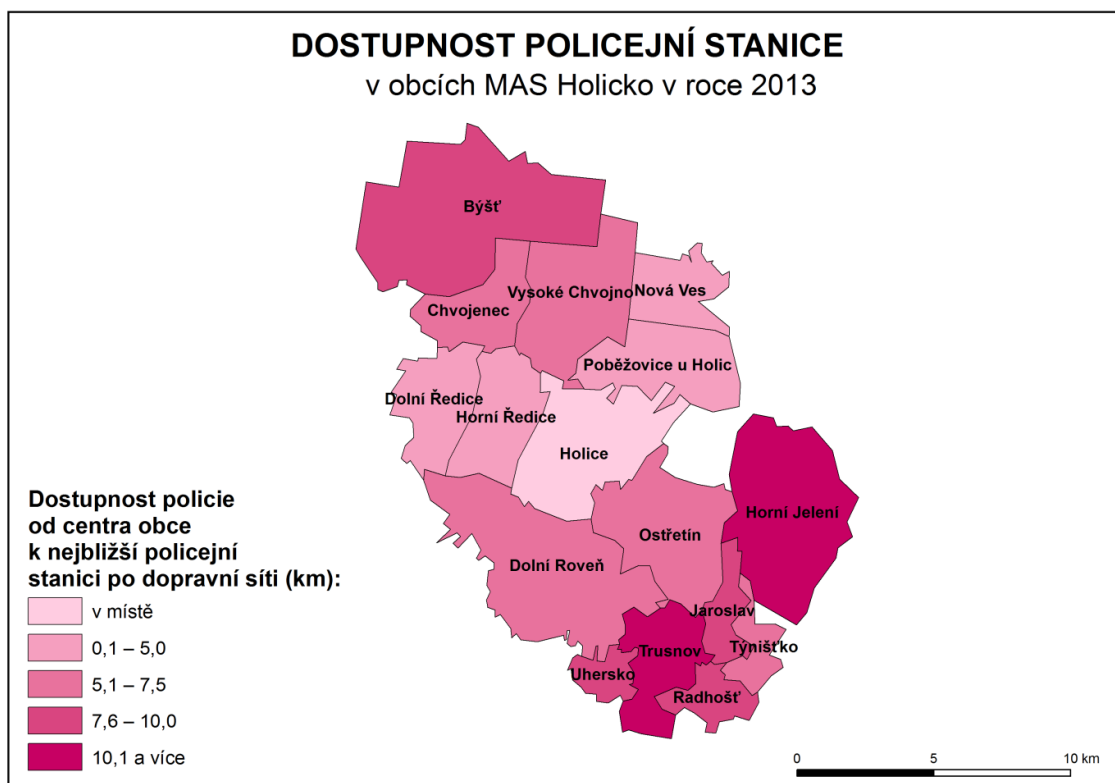 DOSTUPNOST POLICEJNÍ STANICE
v obcích MAS Holicko v roce 2013
Býšť
Vysoké Chvojno
Nová Ves
Chvojenec
Poběžovice u Holic
Dolní Ředice
Horní Ředice
Holice
Horní Jelení
Ostřetín
Dolní Roveň
Jaroslav
Týnišťko
Trusnov
Uhersko
Radhošť
Dostupnost policie
od centra obce
k nejbližší policejní
stanici po dopravní síti (km):
v místě
0,1 – 5,0
5,1 – 7,5
7,6 – 10,0
10,1 a více
0 5 10 km